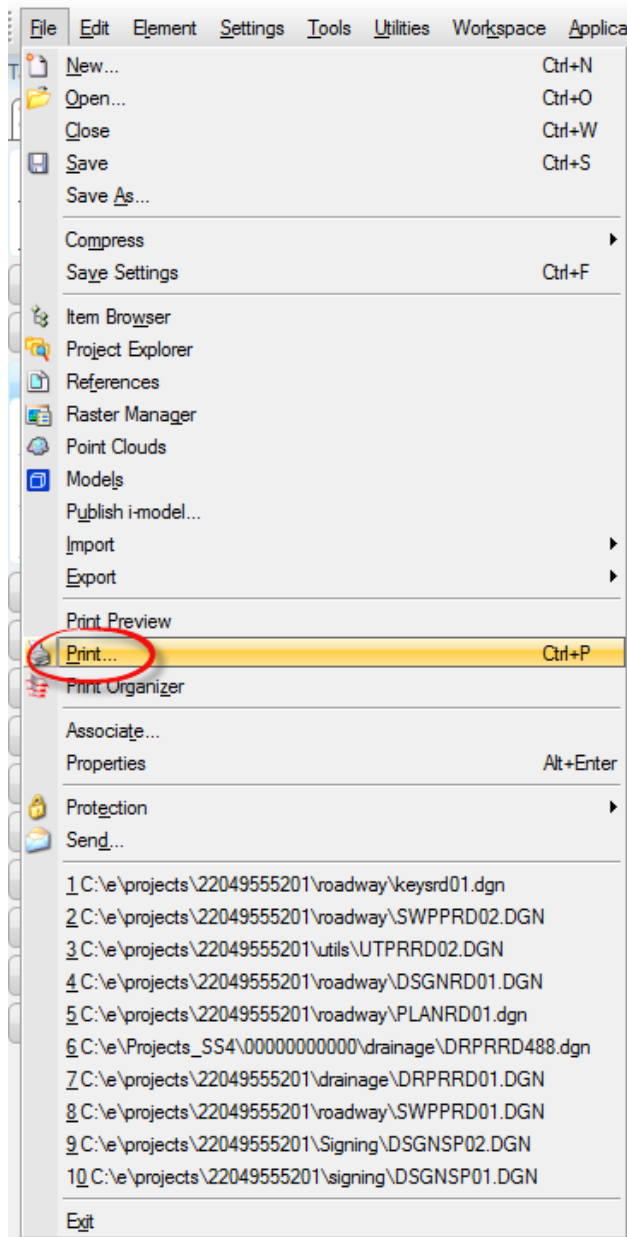 File Edit Element Settings Tools Utilities Workspace Applica
New... Ctrl+N
Open... Ctrl+O
Close Ctrl+W
Save Ctrl+S
Save As...
Compress
Save Settings Ctrl+F
Item Browser
Project Explorer
References
Raster Manager
Point Clouds
Models
Publish i-model...
Import
Export
Print Preview
Print... Ctrl+P
Print Organizer
Associate...
Properties Alt+Enter
Protection
Send...
1 C:\e\projects\22049555201\roadway\keysrd01.dgn
2 C:\e\projects\22049555201\roadway\SWPPRD02.DGN
3 C:\e\projects\22049555201\utils\UTPRRD02.DGN
4 C:\e\projects\22049555201\roadway\DSGNRD01.DGN
5 C:\e\projects\22049555201\roadway\PLANRD01.dgn
6 C:\e\Projects_SS4\00000000000\drainage\DRPRRD488.dgn
7 C:\e\projects\22049555201\drainage\DRPRRD01.DGN
8 C:\e\projects\22049555201\roadway\SWPPRD01.DGN
9 C:\e\projects\22049555201\Signing\DSGNSP02.DGN
10 C:\e\projects\22049555201\signing\DSGNSP01.DGN
Exit